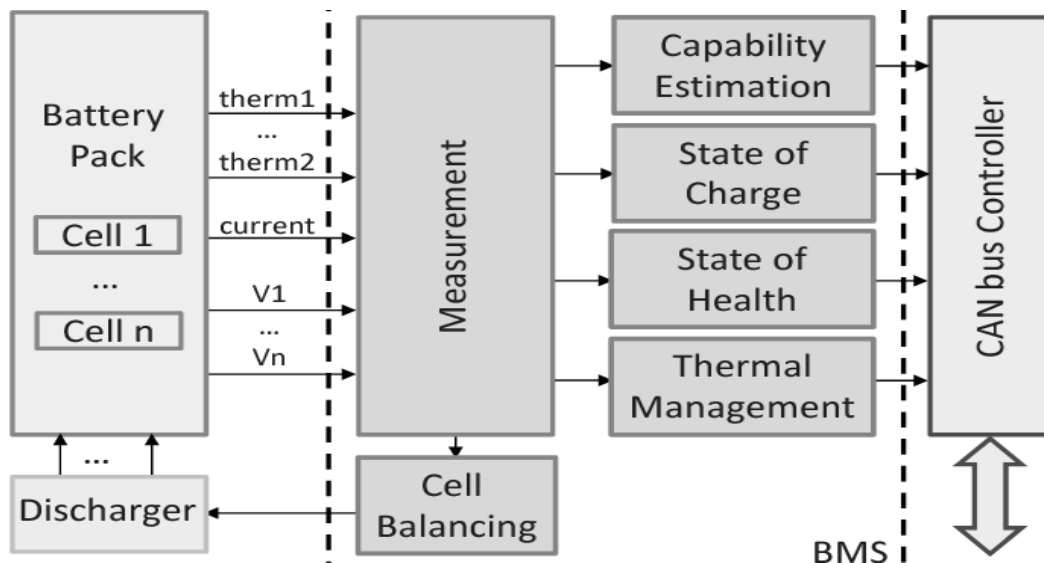 Battery
Pack
Cell 1
...
Cell n
...
Discharger
therm1
...
therm2
current
V1
...
Vn
Measurement
Cell
Balancing
Capability
Estimation
State of
Charge
State of
Health
Thermal
Management
BMS
CAN bus Controller